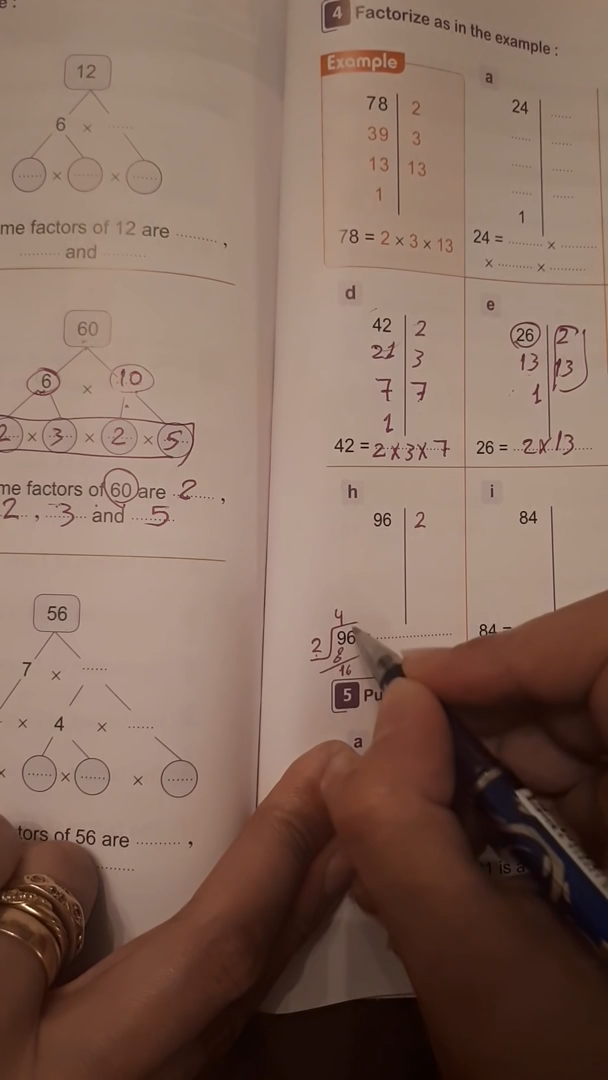 e :
12
6 × ......
...... × ...... × ......
me factors of 12 are ......... ,
......... and .........
60
6 × 10
2 × 3 × 2 × 5
me factors of 60 are 2 ,
2 , 3 and 5
56
7 × ......
× 4 × ......
× ...... × ...... × ......
tors of 56 are ......... ,
.........
4 Factorize as in the example :
Example
78 2
39 3
13 13
1
78 = 2 × 3 × 13
a
24 ......
...... ......
...... ......
...... ......
1
24 = ......... × .........
× ......... × .........
d
42 2
21 3
7 7
1
42 = 2 × 3 × 7
e
26 2
13 13
1
26 = 2 × 13
h
96 2
4
2 96
8
16
i
84
84 =
5 Pu
a
1 is a